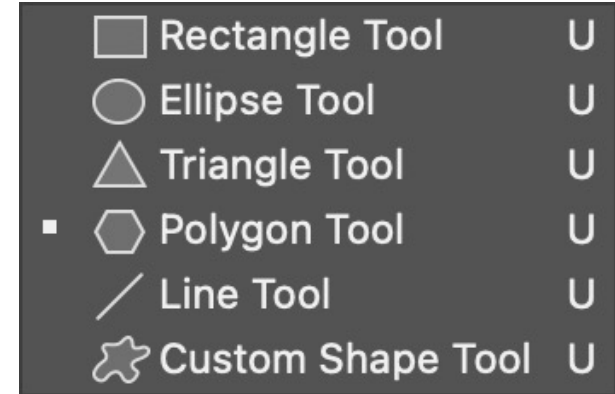 Rectangle Tool U
Ellipse Tool U
Triangle Tool U
Polygon Tool U
Line Tool U
Custom Shape Tool U